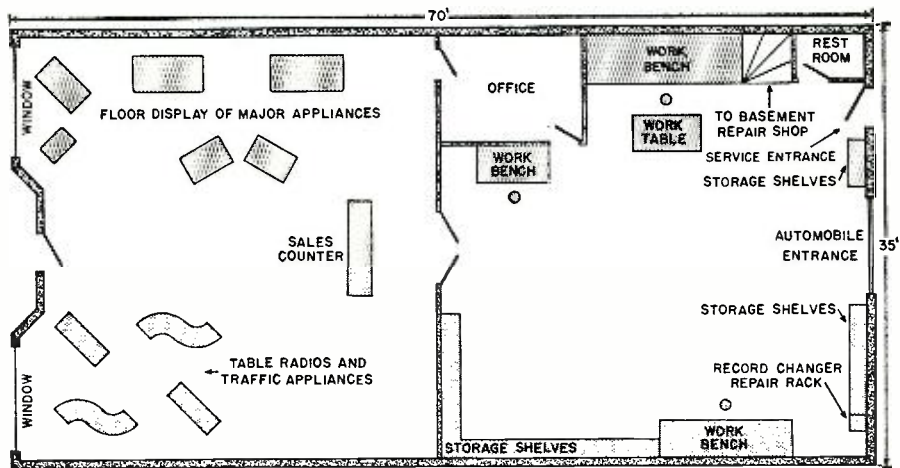 70'
WORK
BENCH
REST
ROOM
OFFICE
WINDOW
FLOOR DISPLAY OF MAJOR APPLIANCES
TO BASEMENT
REPAIR SHOP
WORK
TABLE
SERVICE ENTRANCE
WORK
BENCH
STORAGE SHELVES
SALES
COUNTER
AUTOMOBILE
ENTRANCE
35'
STORAGE SHELVES
TABLE RADIOS AND
TRAFFIC APPLIANCES
RECORD CHANGER
REPAIR RACK
WINDOW
WORK
BENCH
STORAGE SHELVES